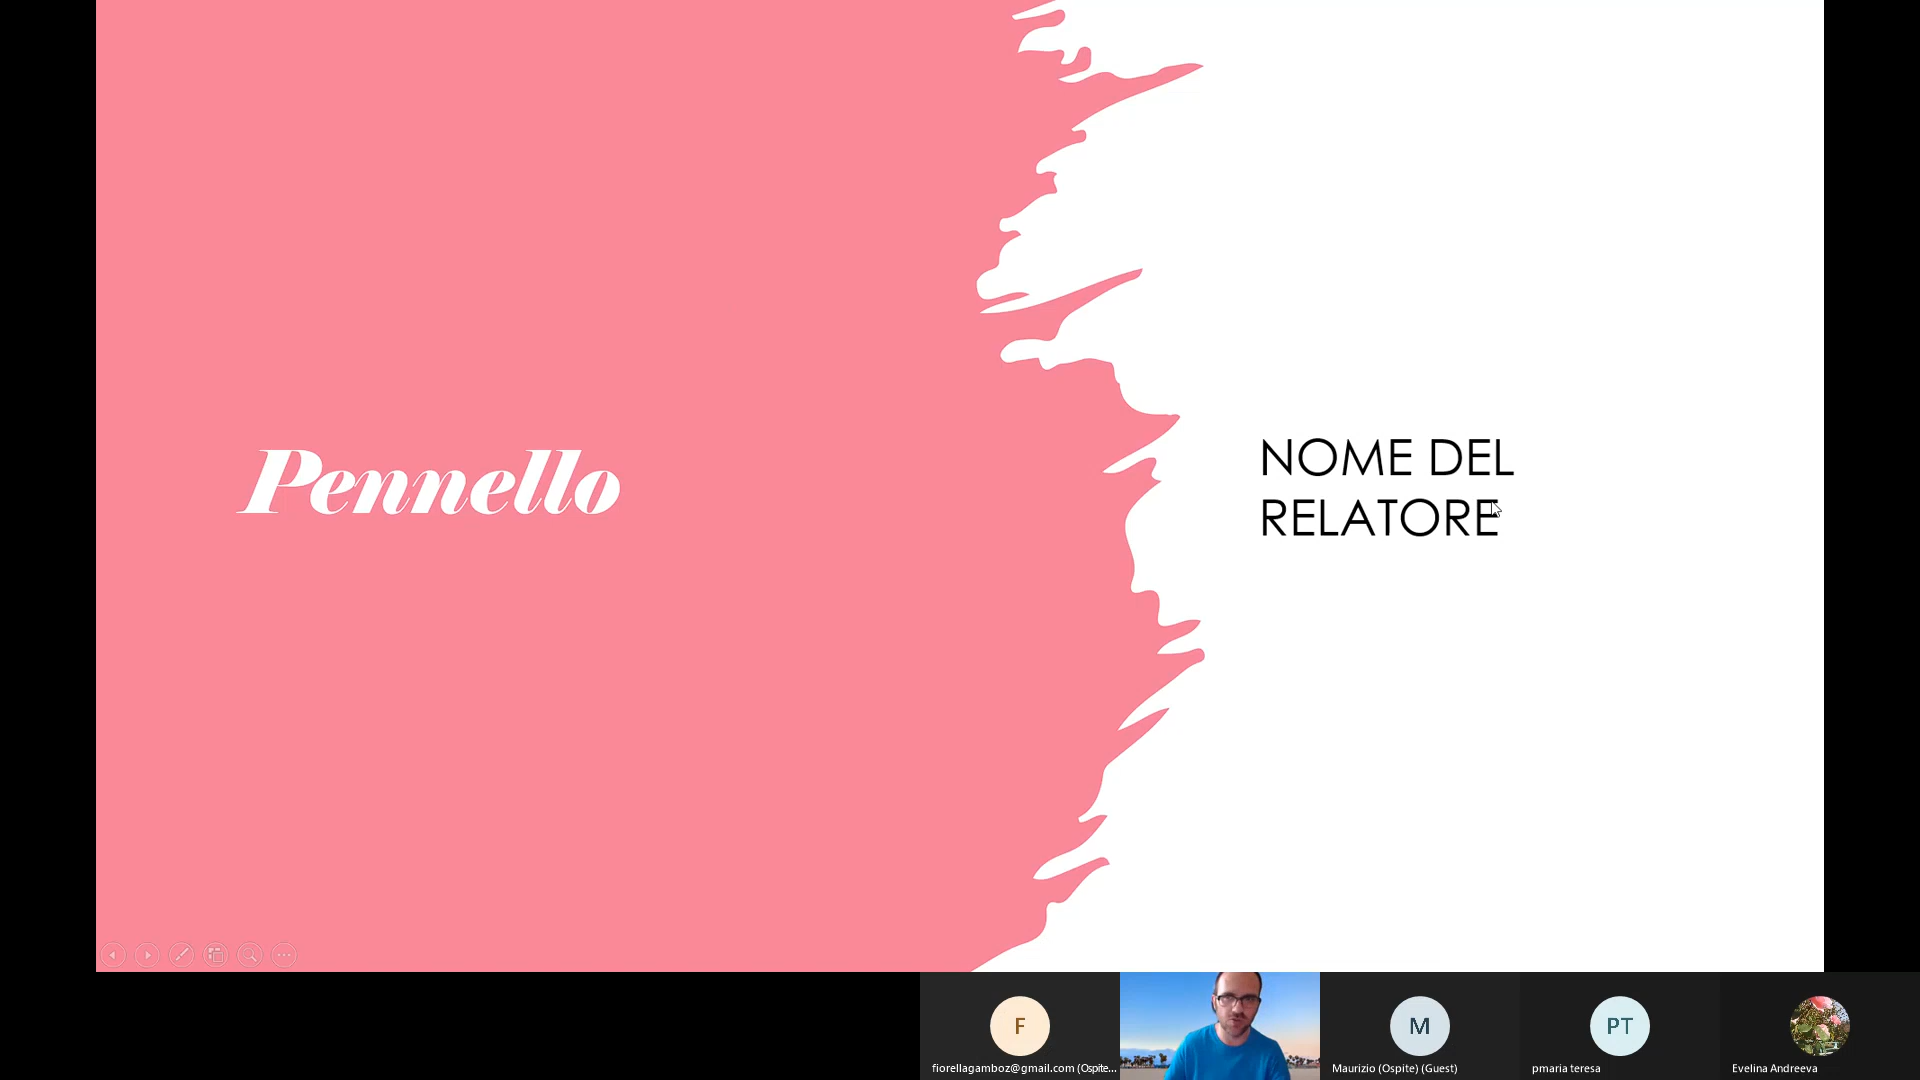 Pennello
NOME DEL
RELATORE
F
M
PT
fiorellagamboz@gmail.com (Ospite...
Maurizio (Ospite) (Guest)
pmaria teresa
Evelina Andreeva